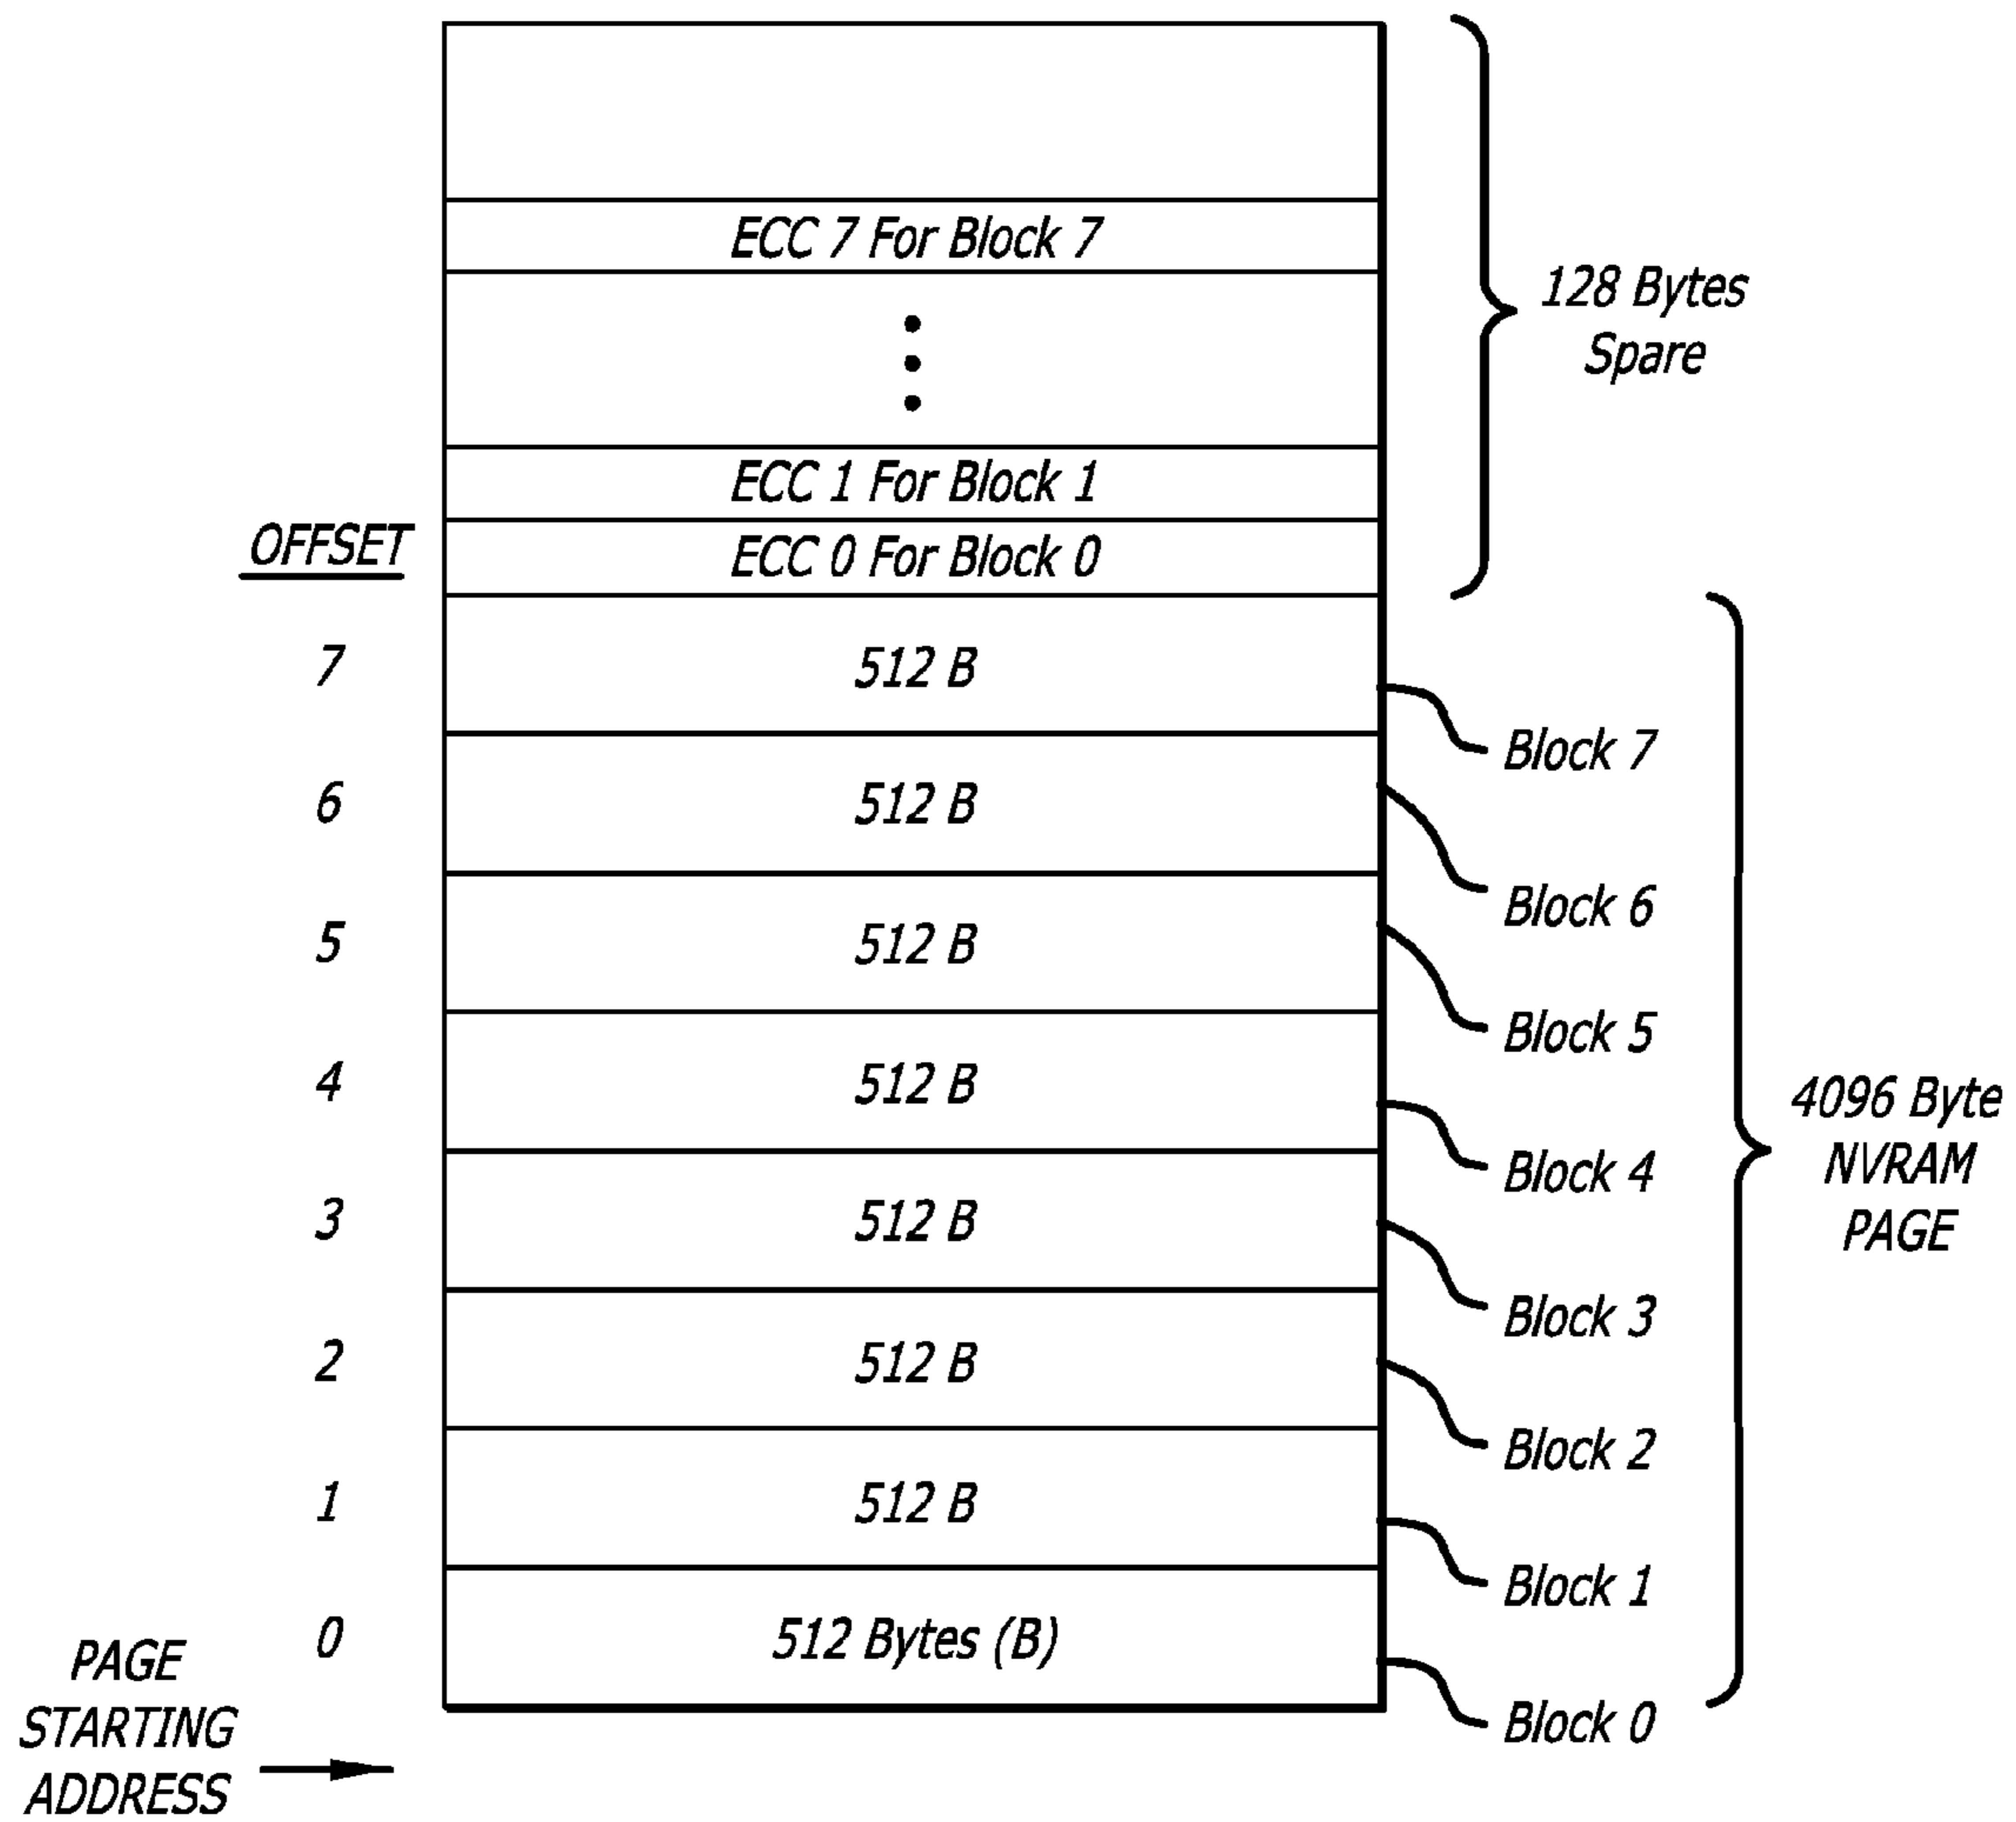 ECC 7 For Block 7
128 Bytes
Spare
ECC 1 For Block 1
OFFSET
ECC 0 For Block 0
7
512 B
Block 7
6
512 B
Block 6
5
512 B
Block 5
4
512 B
Block 4
4096 Byte
NVRAM
PAGE
3
512 B
Block 3
2
512 B
Block 2
1
512 B
Block 1
0
512 Bytes (B)
Block 0
PAGE
STARTING
ADDRESS